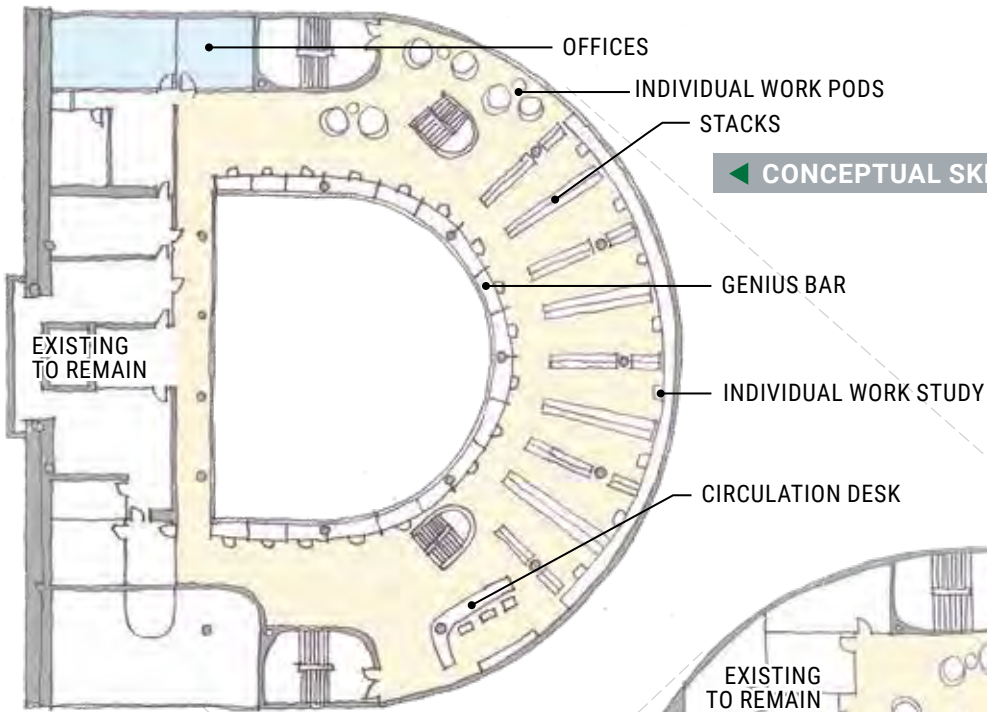 OFFICES
INDIVIDUAL WORK PODS
STACKS
◀ CONCEPTUAL
GENIUS BAR
EXISTING
TO REMAIN
INDIVIDUAL WORK STUDY
CIRCULATION DESK
EXISTING
TO REMAIN